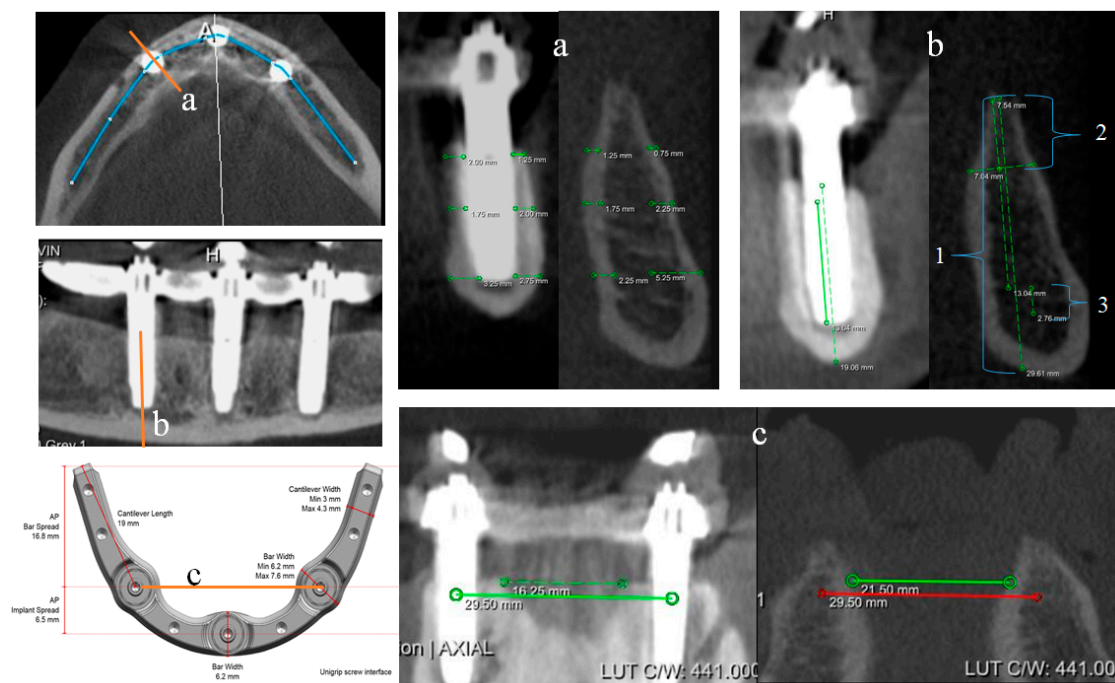 A
a
VIN
H
):
b
Grey 1
AP
Bar Spread
16.8 mm
Cantilever Length
19 mm
Cantilever Width
Min 3 mm
Max 4.3 mm
Bar Width
Min 6.2 mm
Max 7.6 mm
c
AP
Implant Spread
6.5 mm
Bar Width
6.2 mm
Unigrip screw interface
a
2.00 mm
1.25 mm
1.75 mm
2.00 mm
3.25 mm
2.75 mm
1.25 mm
0.75 mm
1.75 mm
2.25 mm
2.25 mm
5.25 mm
H
b
19.06 mm
7.54 mm
7.04 mm
13.04 mm
2.76 mm
29.61 mm
1
2
3
c
16.25 mm
29.50 mm
on | AXIAL
LUT C/W: 441.000
21.50 mm
29.50 mm
1
LUT C/W: 441.00